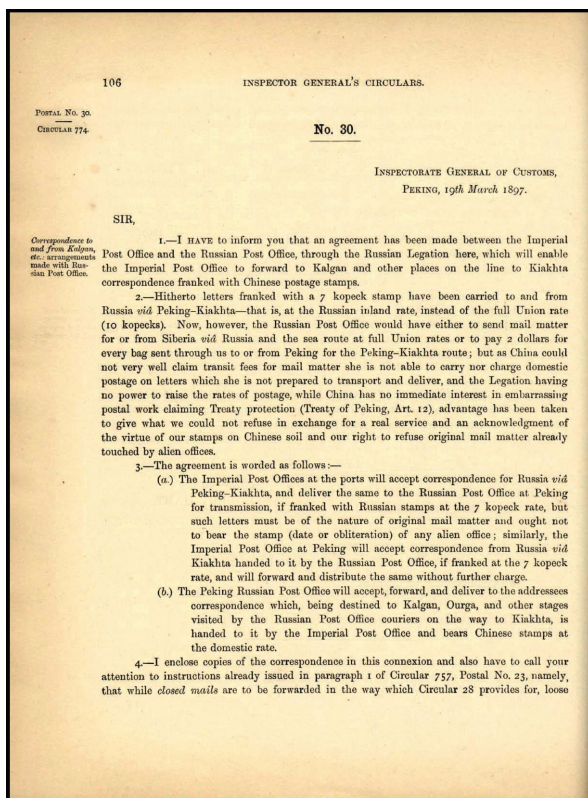 106
INSPECTOR GENERAL'S CIRCULARS.
POSTAL No. 30.
CIRCULAR 774.
No. 30.
INSPECTORATE GENERAL OF CUSTOMS,
PEKING, 19th March 1897.
SIR,
Correspondence to
and from Kalgan,
etc.: arrangements
made with Rus-
sian Post Office.
1.—I HAVE to inform you that an agreement has been made between the Imperial
Post Office and the Russian Post Office, through the Russian Legation here, which will enable
the Imperial Post Office to forward to Kalgan and other places on the line to Kiakhta
correspondence franked with Chinese postage stamps.
2.—Hitherto letters franked with a 7 kopeck stamp have been carried to and from
Russia viâ Peking–Kiakhta—that is, at the Russian inland rate, instead of the full Union rate
(10 kopecks). Now, however, the Russian Post Office would have either to send mail matter
for or from Siberia viâ Russia and the sea route at full Union rates or to pay 2 dollars for
every bag sent through us to or from Peking for the Peking–Kiakhta route; but as China could
not very well claim transit fees for mail matter she is not able to carry nor charge domestic
postage on letters which she is not prepared to transport and deliver, and the Legation having
no power to raise the rates of postage, while China has no immediate interest in embarrassing
postal work claiming Treaty protection (Treaty of Peking, Art. 12), advantage has been taken
to give what we could not refuse in exchange for a real service and an acknowledgment of
the virtue of our stamps on Chinese soil and our right to refuse original mail matter already
touched by alien offices.
3.—The agreement is worded as follows:—
(a.) The Imperial Post Offices at the ports will accept correspondence for Russia viâ
Peking–Kiakhta, and deliver the same to the Russian Post Office at Peking
for transmission, if franked with Russian stamps at the 7 kopeck rate, but
such letters must be of the nature of original mail matter and ought not
to bear the stamp (date or obliteration) of any alien office; similarly, the
Imperial Post Office at Peking will accept correspondence from Russia viâ
Kiakhta handed to it by the Russian Post Office, if franked at the 7 kopeck
rate, and will forward and distribute the same without further charge.
(b.) The Peking Russian Post Office will accept, forward, and deliver to the addressees
correspondence which, being destined to Kalgan, Ourga, and other stages
visited by the Russian Post Office couriers on the way to Kiakhta, is
handed to it by the Imperial Post Office and bears Chinese stamps at
the domestic rate.
4.—I enclose copies of the correspondence in this connexion and also have to call your
attention to instructions already issued in paragraph 1 of Circular 757, Postal No. 23, namely,
that while closed mails are to be forwarded in the way which Circular 28 provides for, loose